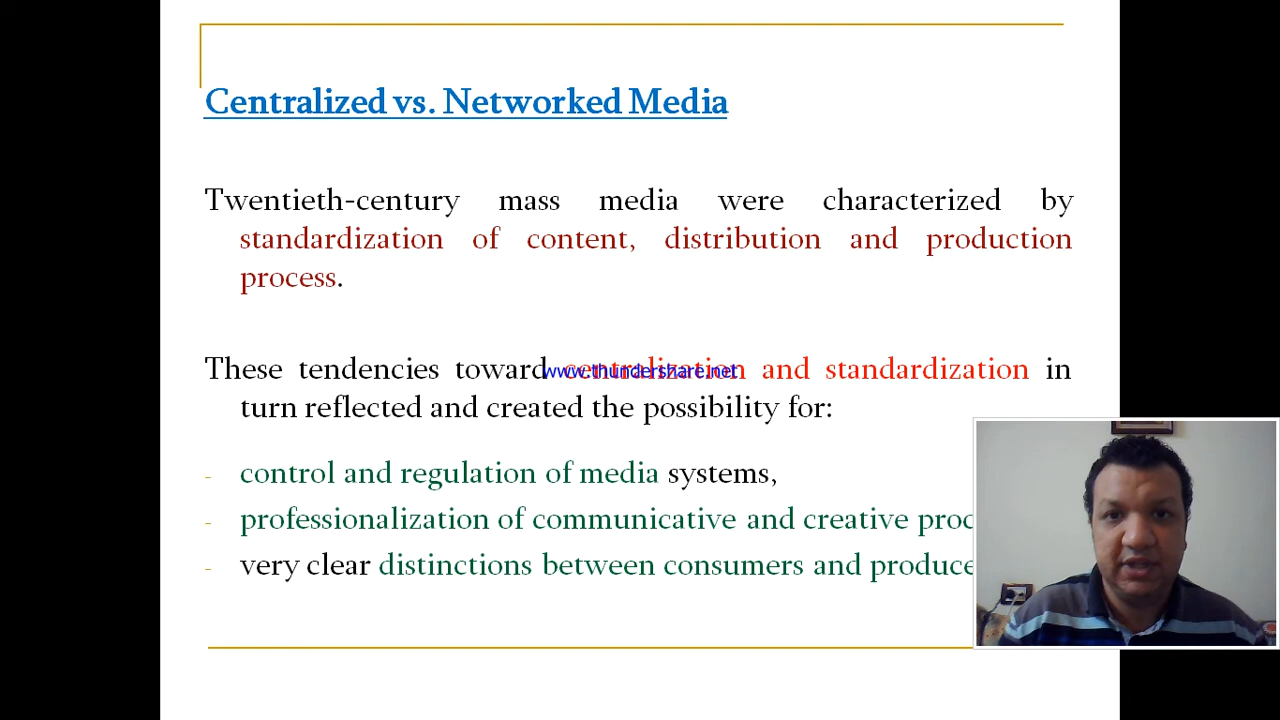 Centralized vs. Networked Media
Twentieth-century mass media were characterized by
standardization of content, distribution and production
process.
These tendencies toward centralization and standardization in
www.thundershare.net
turn reflected and created the possibility for:
- control and regulation of media systems,
- professionalization of communicative and creative
- very clear distinctions between consumers and